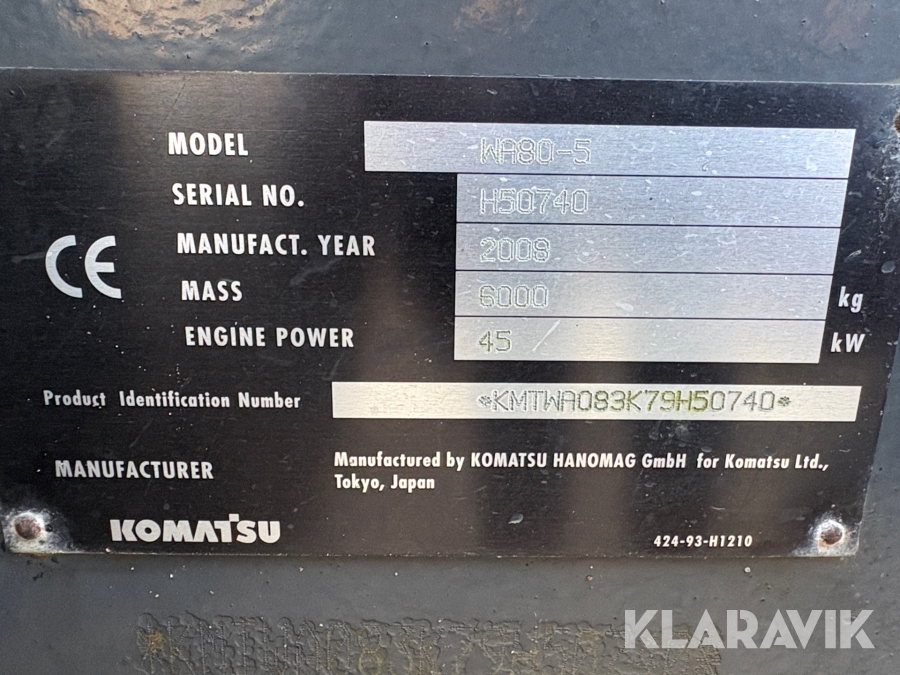 MODEL WA80-5
SERIAL NO. H50740
MANUFACT. YEAR 2008
CE
MASS 6000 kg
ENGINE POWER 45 / kW
Product Identification Number *KMTWA083K79H50740*
MANUFACTURER Manufactured by KOMATSU HANOMAG GmbH for Komatsu Ltd.,
Tokyo, Japan
KOMATSU
424-93-H1210
KLARAVIK